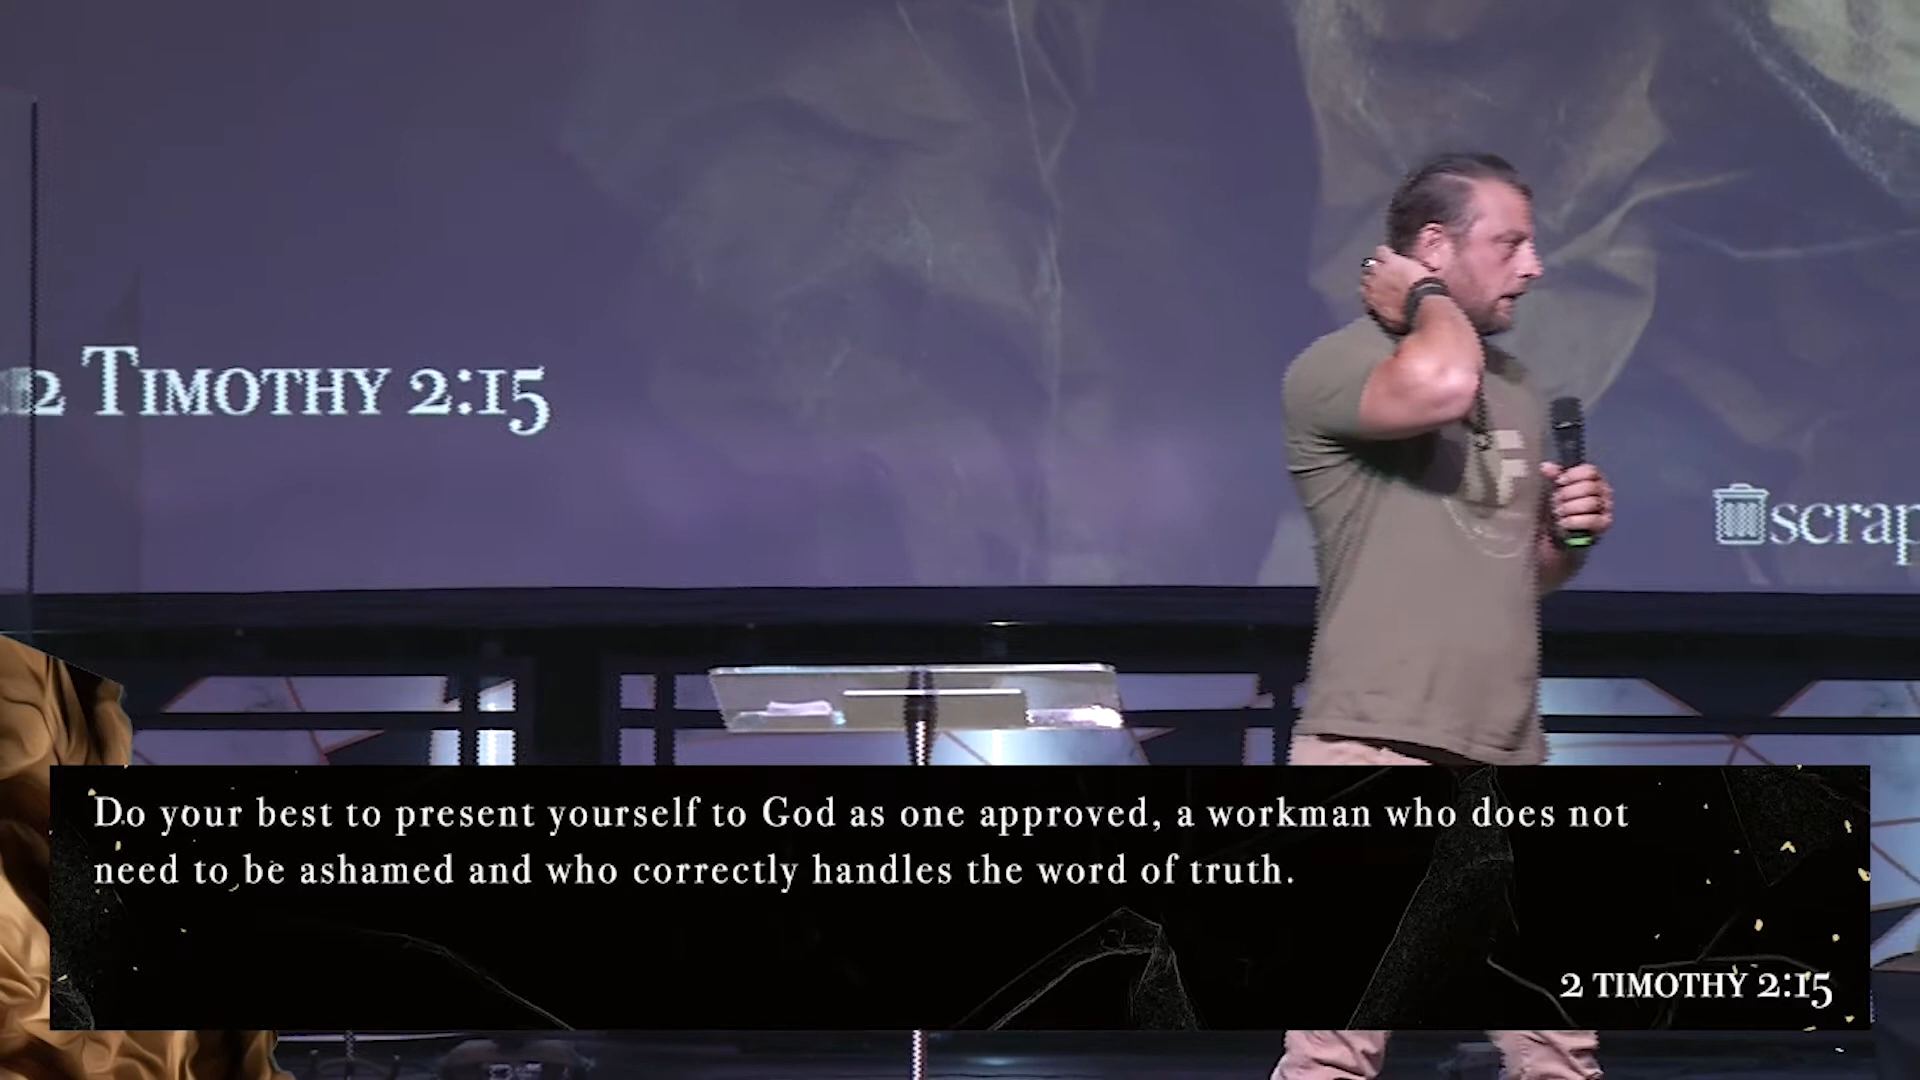 2 TIMOTHY 2:15
scrap
Do your best to present yourself to God as one approved, a workman who does not
need to be ashamed and who correctly handles the word of truth.
2 TIMOTHY 2:15